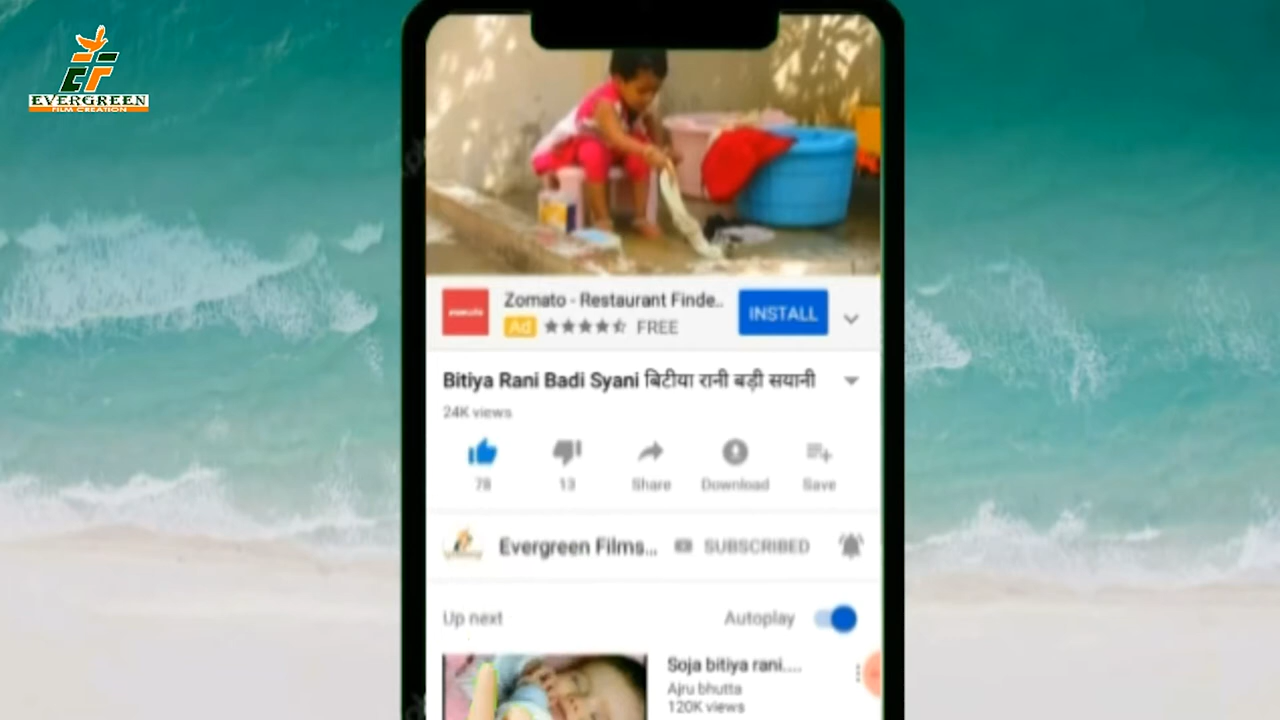 EVERGREEN
FILM CREATION
Zomato - Restaurant Finde..
Ad FREE
INSTALL
Bitiya Rani Badi Syani बिटीया रानी बड़ी सयानी
24K views
78
13
Share
Download
Save
Evergreen Films...
SUBSCRIBED
Up next
Autoplay
Soja bitiya rani....
Ajru bhutta
120K views